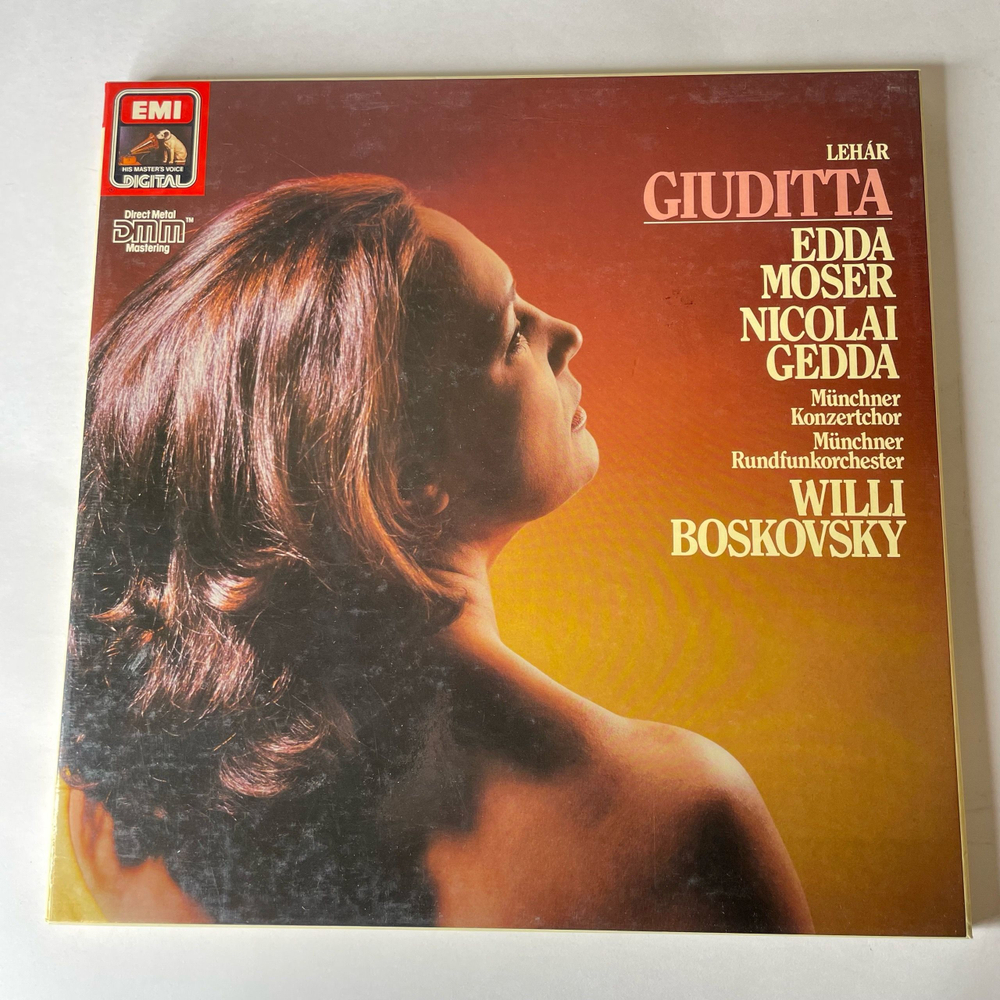 EMI
HIS MASTER'S VOICE
DIGITAL
Direct Metal
DMM™
Mastering
LEHÁR
GIUDITTA
EDDA
MOSER
NICOLAI
GEDDA
Münchner
Konzertchor
Münchner
Rundfunkorchester
WILLI
BOSKOVSKY